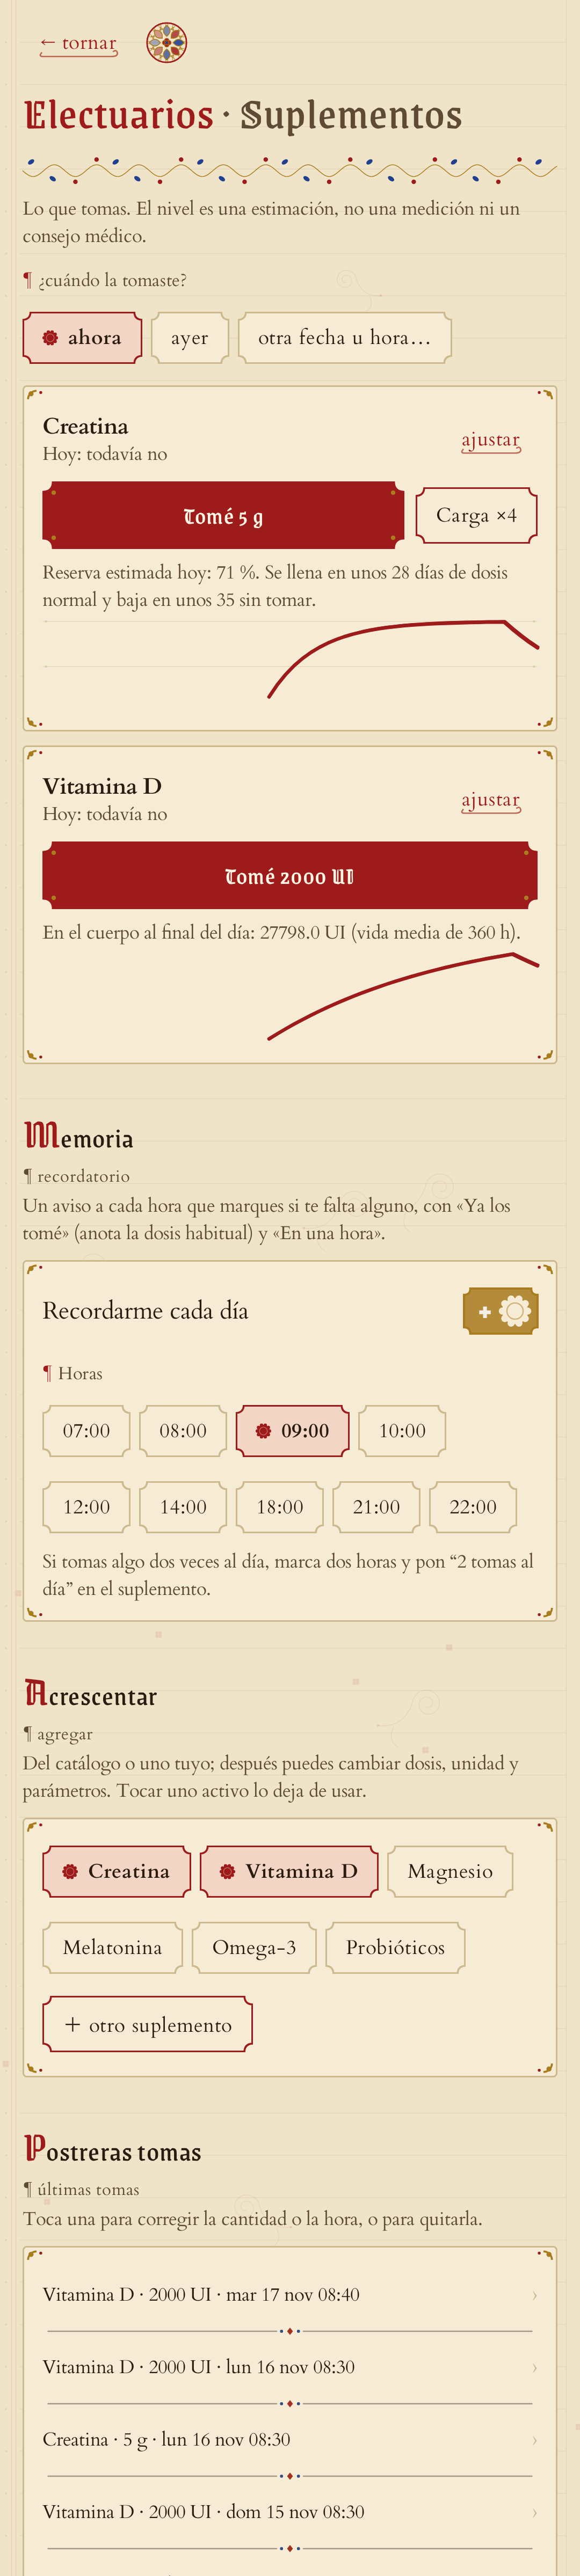 ← tornar
Electuarios · Suplementos
Lo que tomas. El nivel es una estimación, no una medición ni un
consejo médico.
¶ ¿cuándo la tomaste?
ahora
ayer
otra fecha u hora…
Creatina
Hoy: todavía no
ajustar
Tomé 5 g
Carga ×4
Reserva estimada hoy: 71 %. Se llena en unos 28 días de dosis
normal y baja en unos 35 sin tomar.
Vitamina D
Hoy: todavía no
ajustar
Tomé 2000 UI
En el cuerpo al final del día: 27798.0 UI (vida media de 360 h).
Memoria
¶ recordatorio
Un aviso a cada hora que marques si te falta alguno, con «Ya los
tomé» (anota la dosis habitual) y «En una hora».
Recordarme cada día
¶ Horas
07:00
08:00
09:00
10:00
12:00
14:00
18:00
21:00
22:00
Si tomas algo dos veces al día, marca dos horas y pon “2 tomas al
día” en el suplemento.
Acrescentar
¶ agregar
Del catálogo o uno tuyo; después puedes cambiar dosis, unidad y
parámetros. Tocar uno activo lo deja de usar.
Creatina
Vitamina D
Magnesio
Melatonina
Omega-3
Probióticos
+ otro suplemento
Postreras tomas
¶ últimas tomas
Toca una para corregir la cantidad o la hora, o para quitarla.
Vitamina D · 2000 UI · mar 17 nov 08:40 ›
Vitamina D · 2000 UI · lun 16 nov 08:30 ›
Creatina · 5 g · lun 16 nov 08:30 ›
Vitamina D · 2000 UI · dom 15 nov 08:30 ›